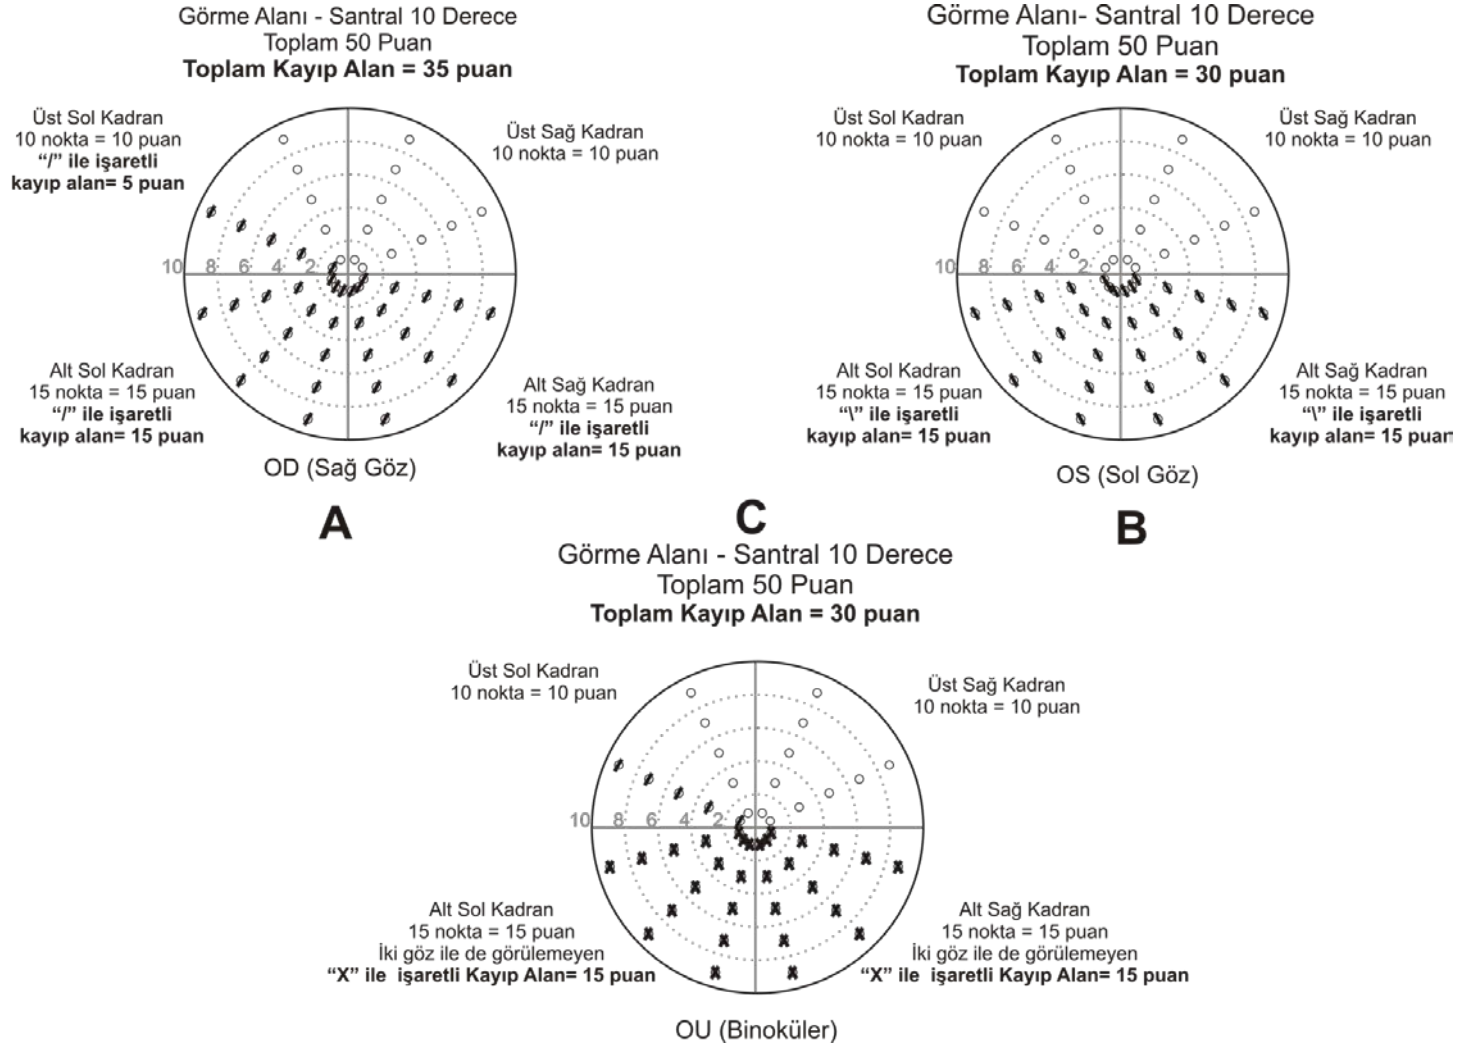 Görme Alanı - Santral 10 Derece
Toplam 50 Puan
Toplam Kayıp Alan = 35 puan
Üst Sol Kadran
10 nokta = 10 puan
“/” ile işaretli
kayıp alan= 5 puan
Üst Sağ Kadran
10 nokta = 10 puan
10 8 6 4 2
Alt Sol Kadran
15 nokta = 15 puan
“/” ile işaretli
kayıp alan= 15 puan
Alt Sağ Kadran
15 nokta = 15 puan
“/” ile işaretli
kayıp alan= 15 puan
OD (Sağ Göz)
A
Görme Alanı- Santral 10 Derece
Toplam 50 Puan
Toplam Kayıp Alan = 30 puan
Üst Sol Kadran
10 nokta = 10 puan
Üst Sağ Kadran
10 nokta = 10 puan
10 8 6 4 2
Alt Sol Kadran
15 nokta = 15 puan
“\” ile işaretli
kayıp alan= 15 puan
Alt Sağ Kadran
15 nokta = 15 puan
“\” ile işaretli
kayıp alan= 15 puan
OS (Sol Göz)
B
C
Görme Alanı - Santral 10 Derece
Toplam 50 Puan
Toplam Kayıp Alan = 30 puan
Üst Sol Kadran
10 nokta = 10 puan
Üst Sağ Kadran
10 nokta = 10 puan
10 8 6 4 2
Alt Sol Kadran
15 nokta = 15 puan
İki göz ile de görülemeyen
“X” ile işaretli Kayıp Alan= 15 puan
Alt Sağ Kadran
15 nokta = 15 puan
İki göz ile de görülemeyen
“X” ile işaretli Kayıp Alan= 15 puan
OU (Binoküler)